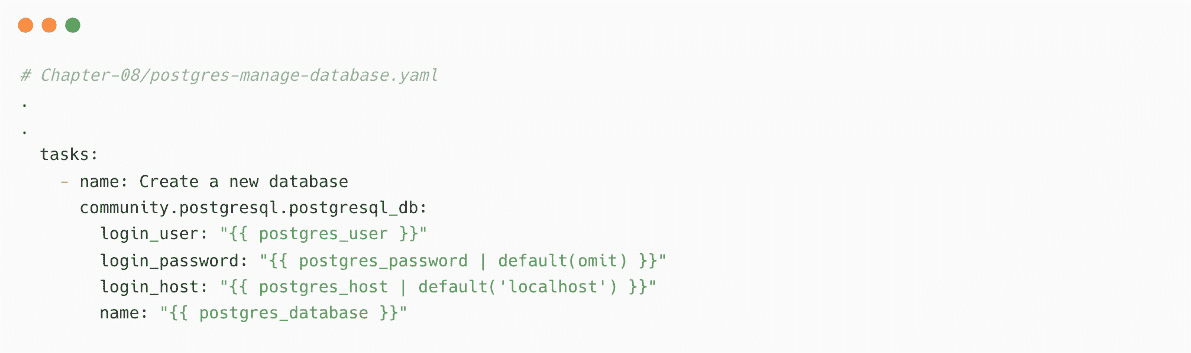 # Chapter-08/postgres-manage-database.yaml
.
.
  tasks:
    - name: Create a new database
      community.postgresql.postgresql_db:
        login_user: "{{ postgres_user }}"
        login_password: "{{ postgres_password | default(omit) }}"
        login_host: "{{ postgres_host | default('localhost') }}"
        name: "{{ postgres_database }}"